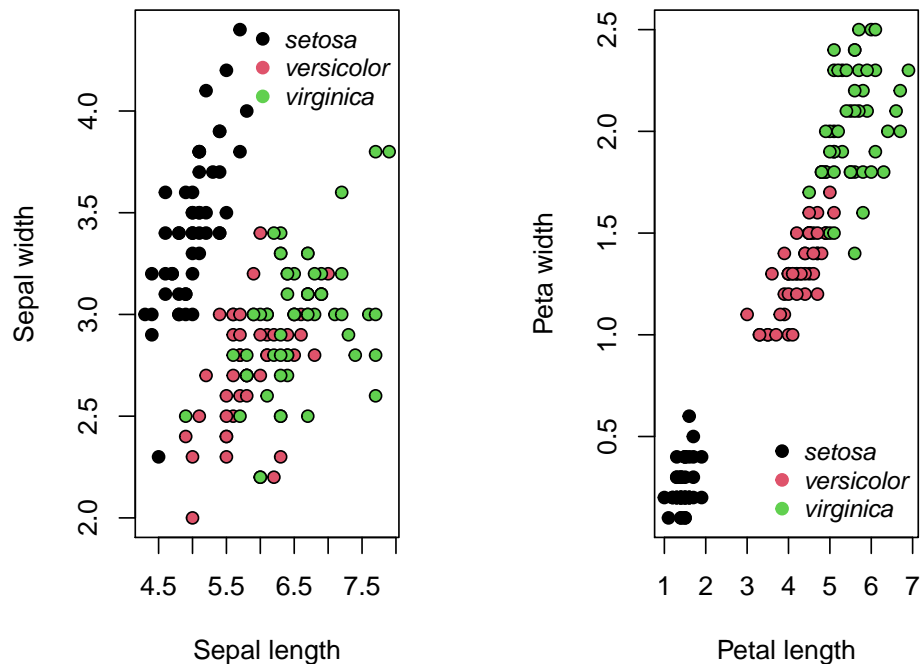 setosa
versicolor
virginica
Sepal width
2.0 2.5 3.0 3.5 4.0
4.5 5.5 6.5 7.5
Sepal length
Peta width
0.5 1.0 1.5 2.0 2.5
setosa
versicolor
virginica
1 2 3 4 5 6 7
Petal length